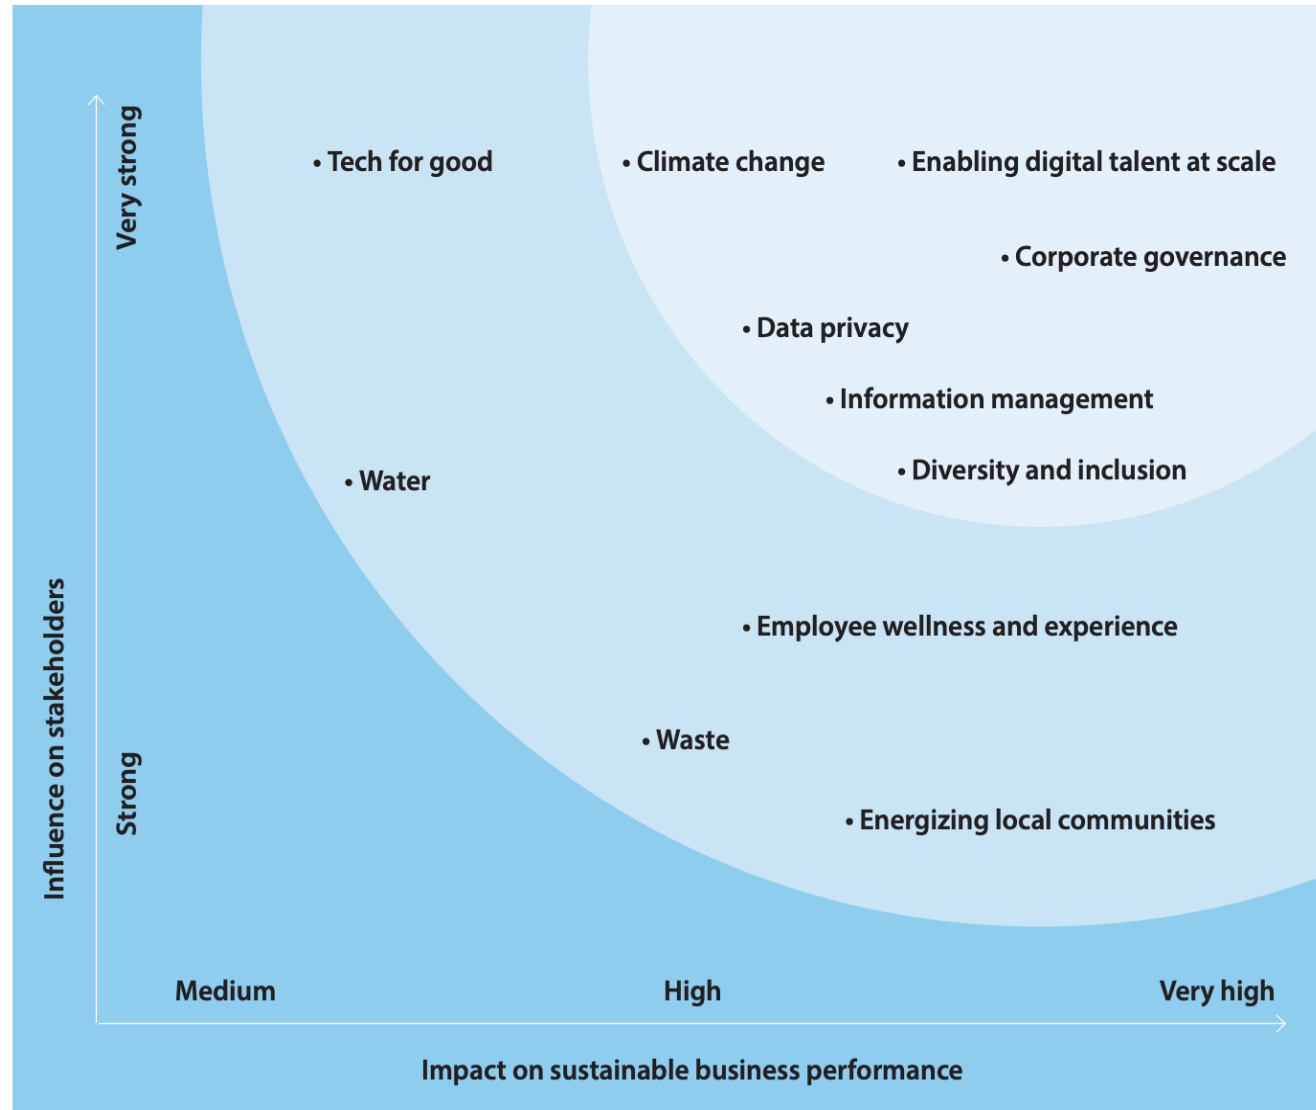 Very strong
• Tech for good
• Climate change
• Enabling digital talent at scale
• Corporate governance
• Data privacy
• Information management
• Diversity and inclusion
• Water
Influence on stakeholders
• Employee wellness and experience
• Waste
Strong
• Energizing local communities
Medium
High
Very high
Impact on sustainable business performance